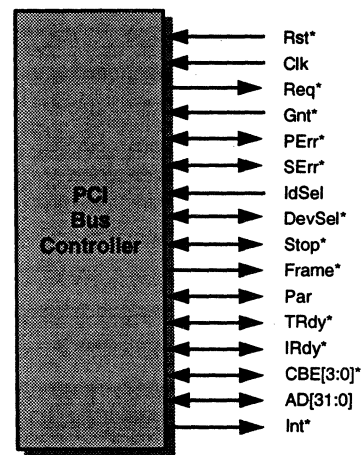 Rst*
Clk
Req*
Gnt*
PErr*
SErr*
IdSel
DevSel*
Stop*
Frame*
Par
TRdy*
IRdy*
CBE[3:0]*
AD[31:0]
Int*
PCI
Bus
Controller